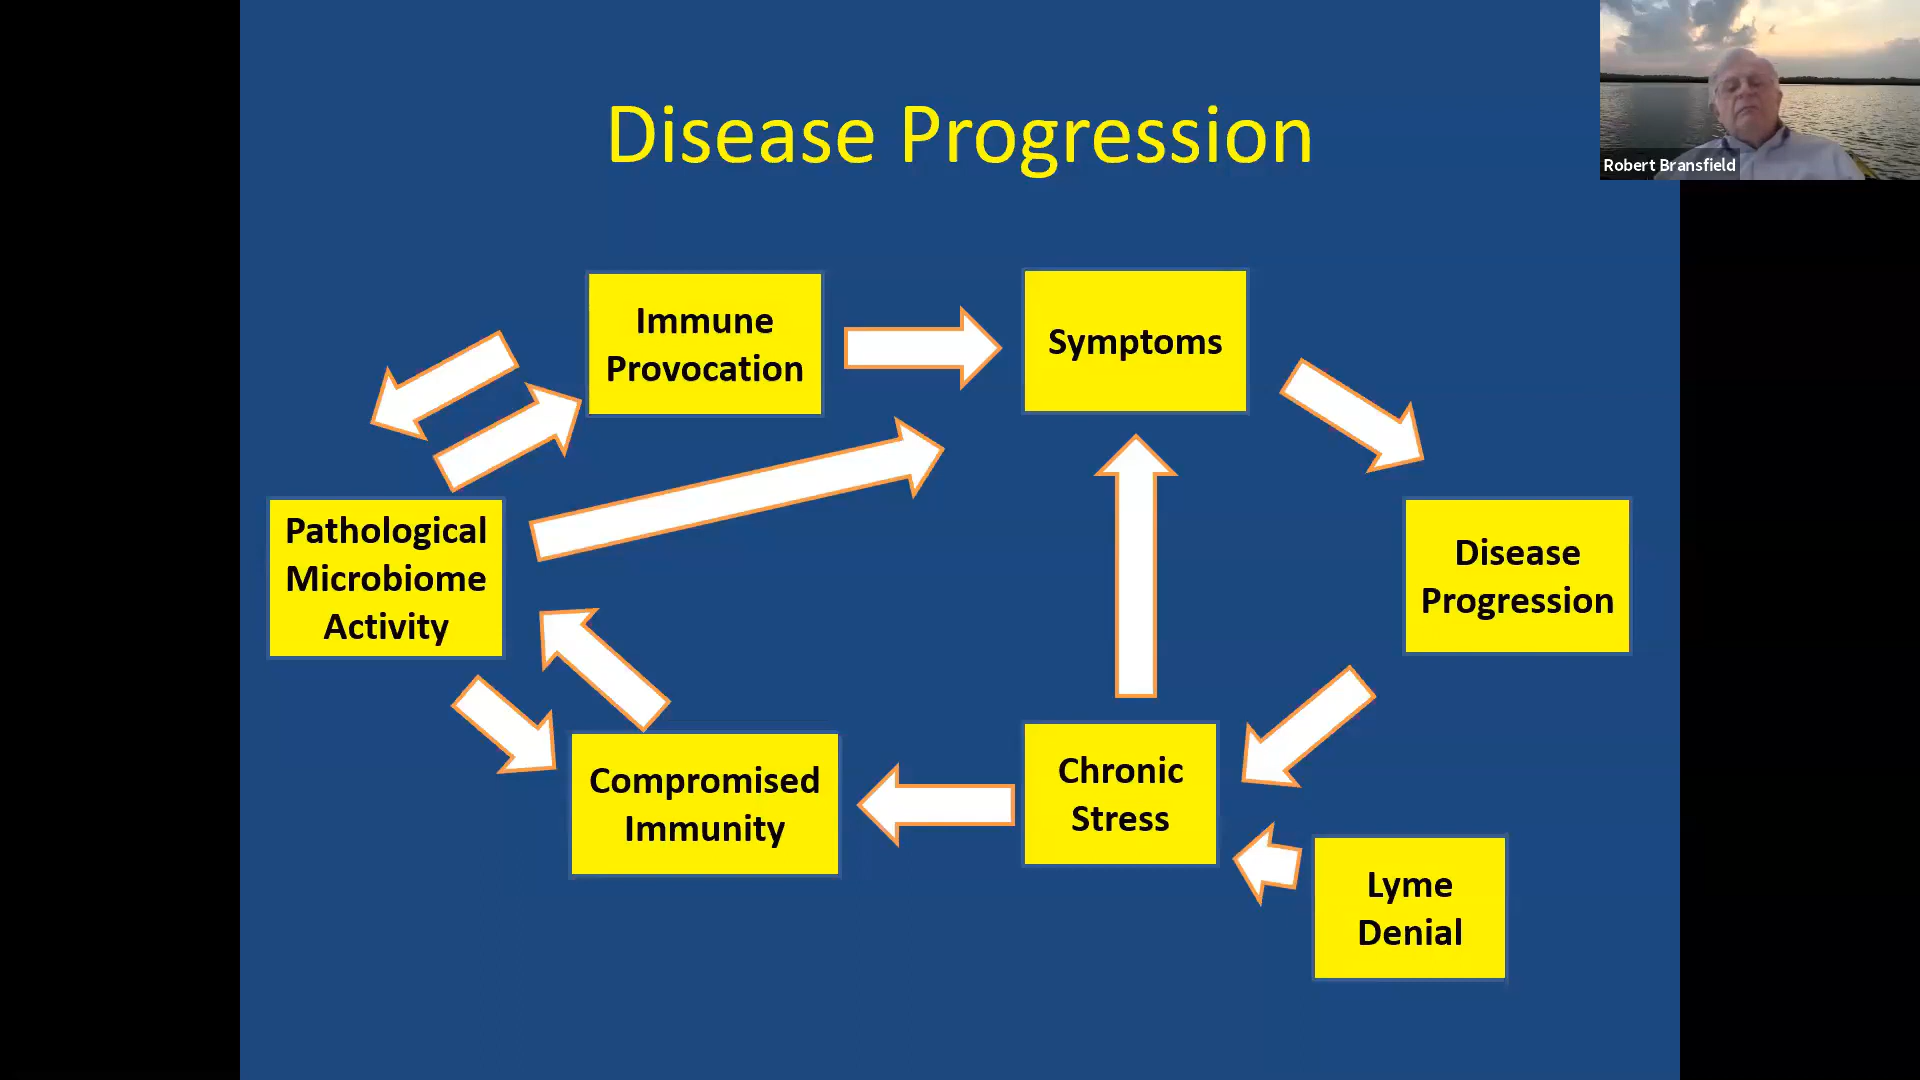 Disease Progression
Robert Bransfield
Immune
Provocation
Symptoms
Pathological
Microbiome
Activity
Disease
Progression
Compromised
Immunity
Chronic
Stress
Lyme
Denial